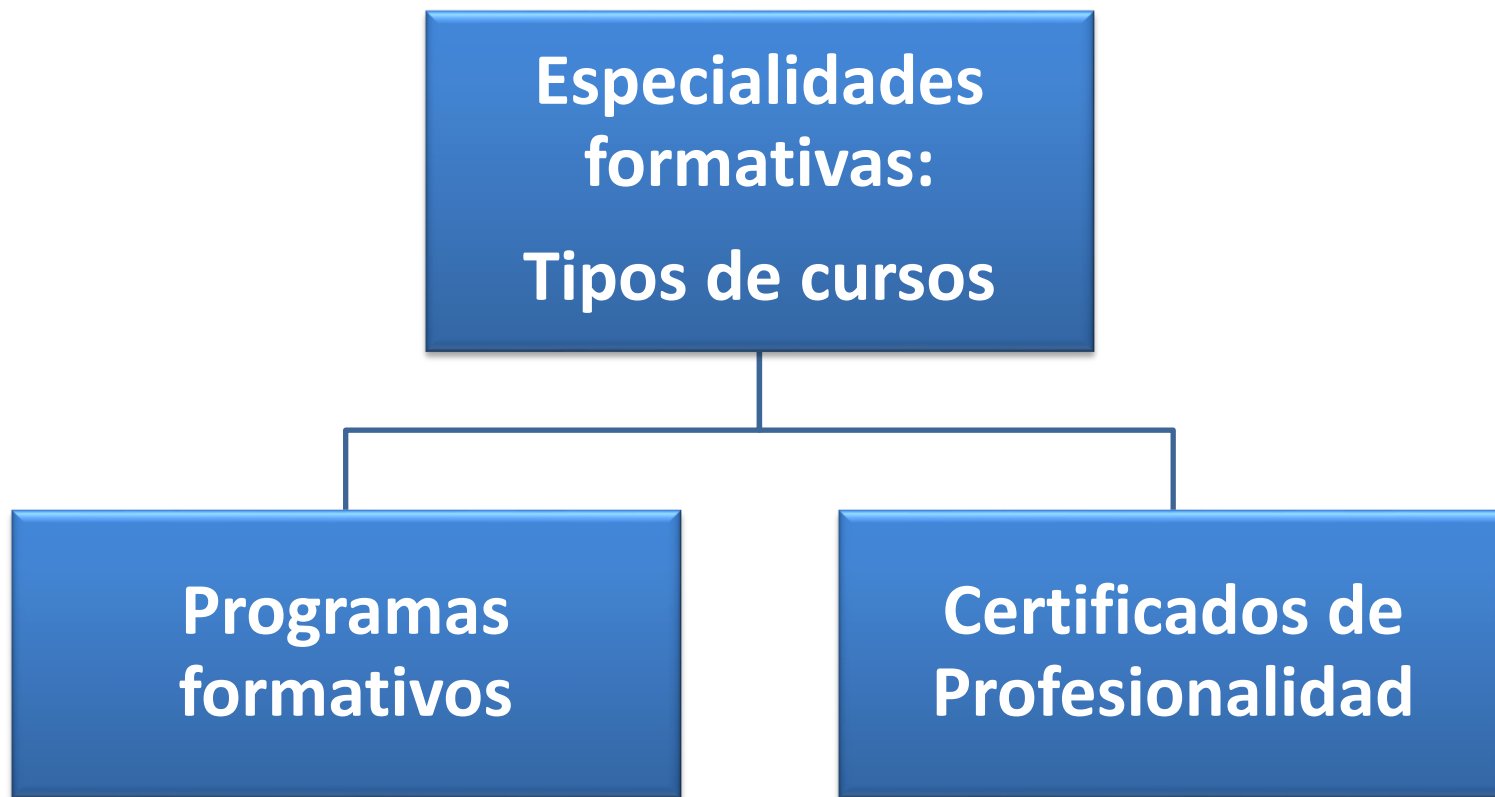 Especialidades
formativas:
Tipos de cursos
Programas
formativos
Certificados de
Profesionalidad